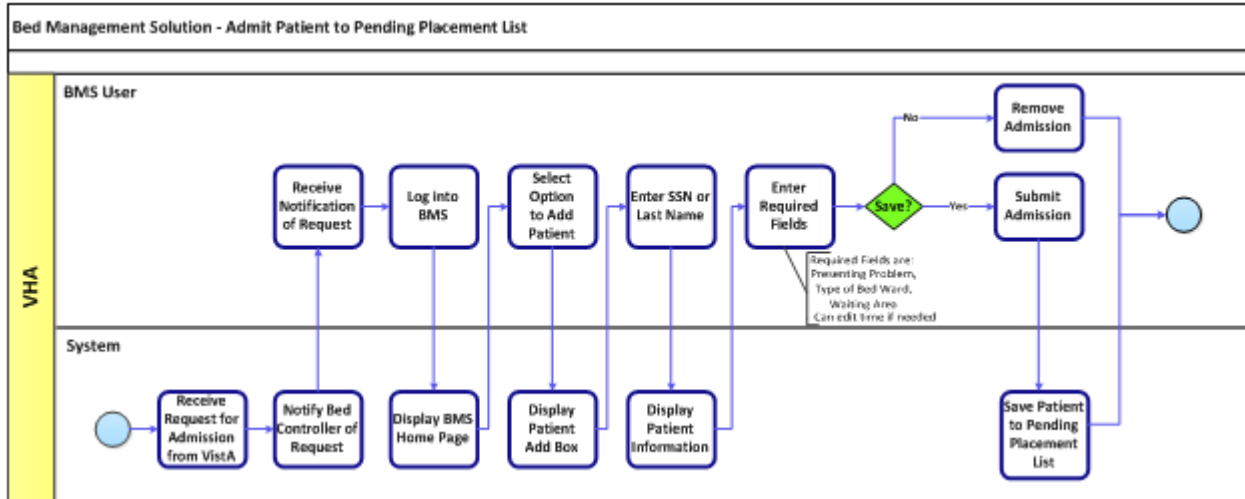 Bed Management Solution - Admit Patient to Pending Placement List
VHA
BMS User
Receive
Notification
of Request
Log into
BMS
Select
Option
to Add
Patient
Enter SSN or
Last Name
Enter
Required
Fields
Required Fields are:
Presenting Problem,
Type of Bed Ward,
Waiting Area
Can edit time if needed
Save?
No
Yes
Remove
Admission
Submit
Admission
System
Receive
Request for
Admission
from VistA
Notify Bed
Controller of
Request
Display BMS
Home Page
Display
Patient
Add Box
Display
Patient
Information
Save Patient
to Pending
Placement
List